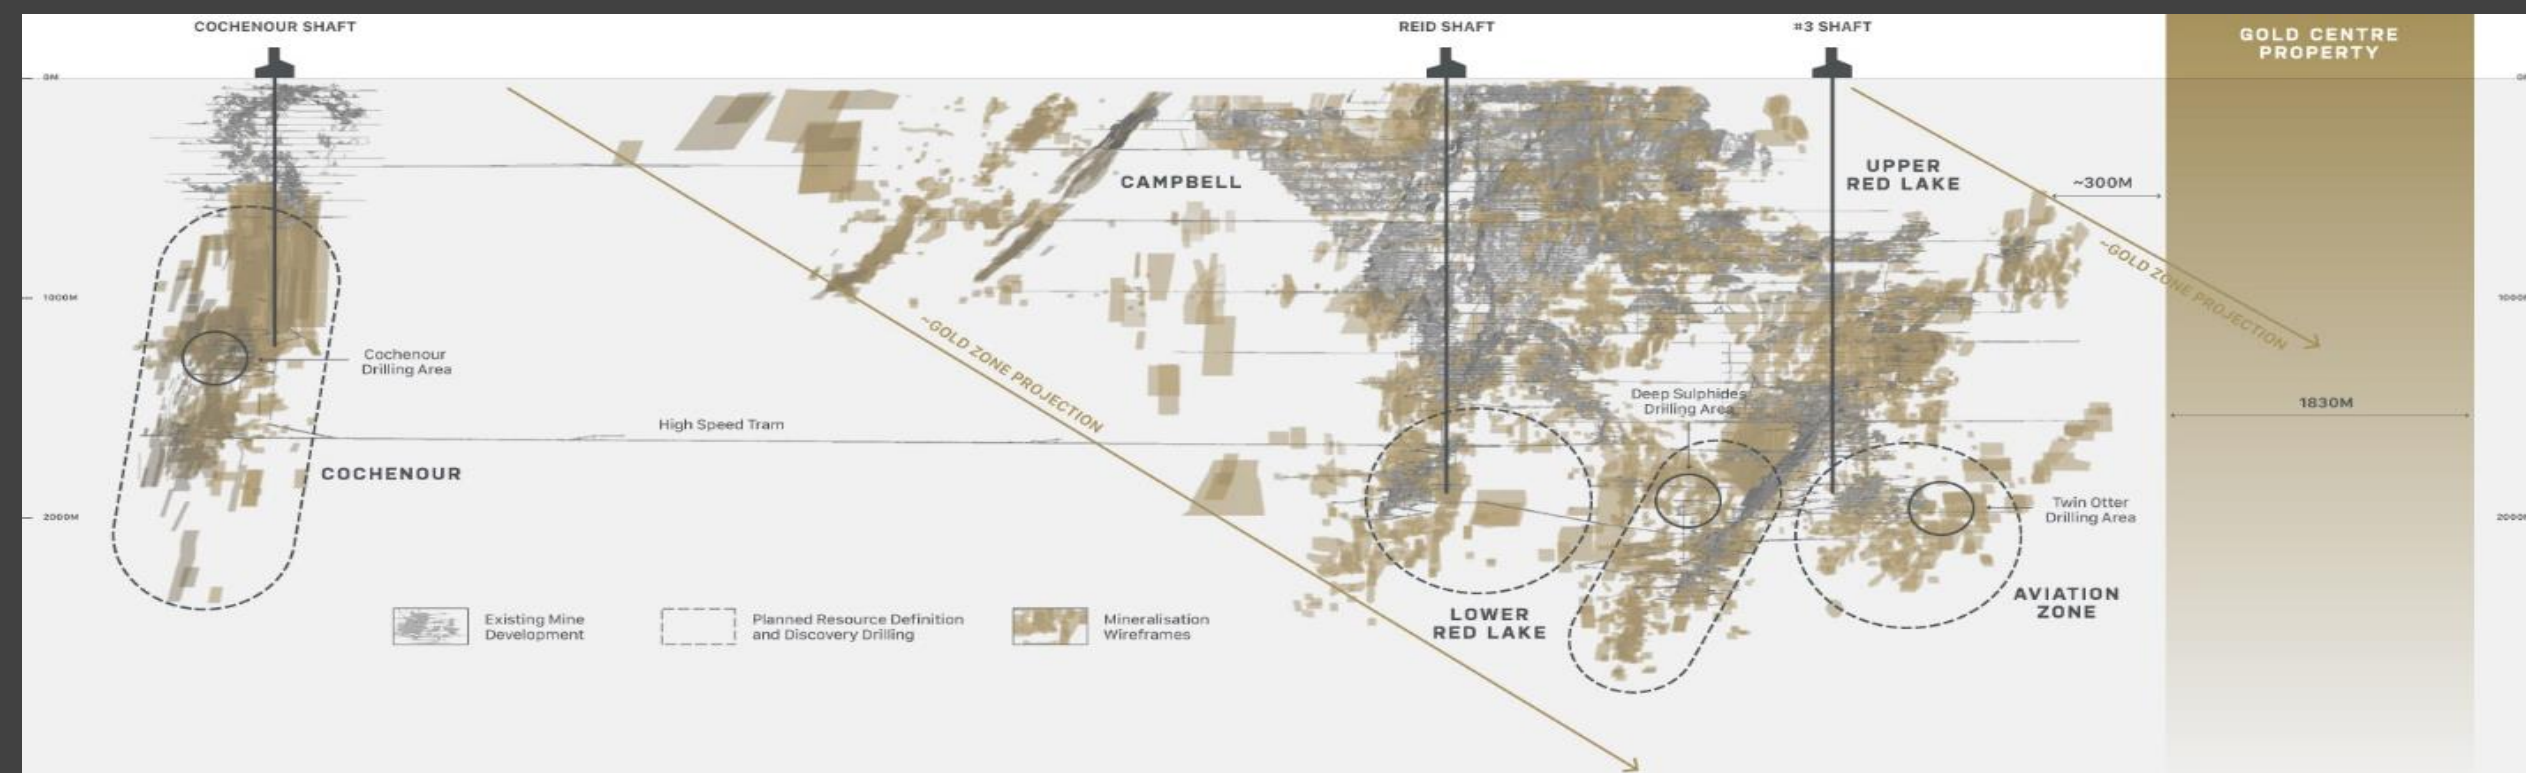 COCHENOUR SHAFT
REID SHAFT
#3 SHAFT
GOLD CENTRE
PROPERTY
0M
CAMPBELL
UPPER
RED LAKE
~300M
~GOLD ZONE PROJECTION
1000M
~GOLD ZONE PROJECTION
Cochenour
Drilling Area
Deep Sulphides
Drilling Area
1830M
High Speed Tram
COCHENOUR
2000M
Twin Otter
Drilling Area
AVIATION
ZONE
LOWER
RED LAKE
Existing Mine
Development
Planned Resource Definition
and Discovery Drilling
Mineralisation
Wireframes